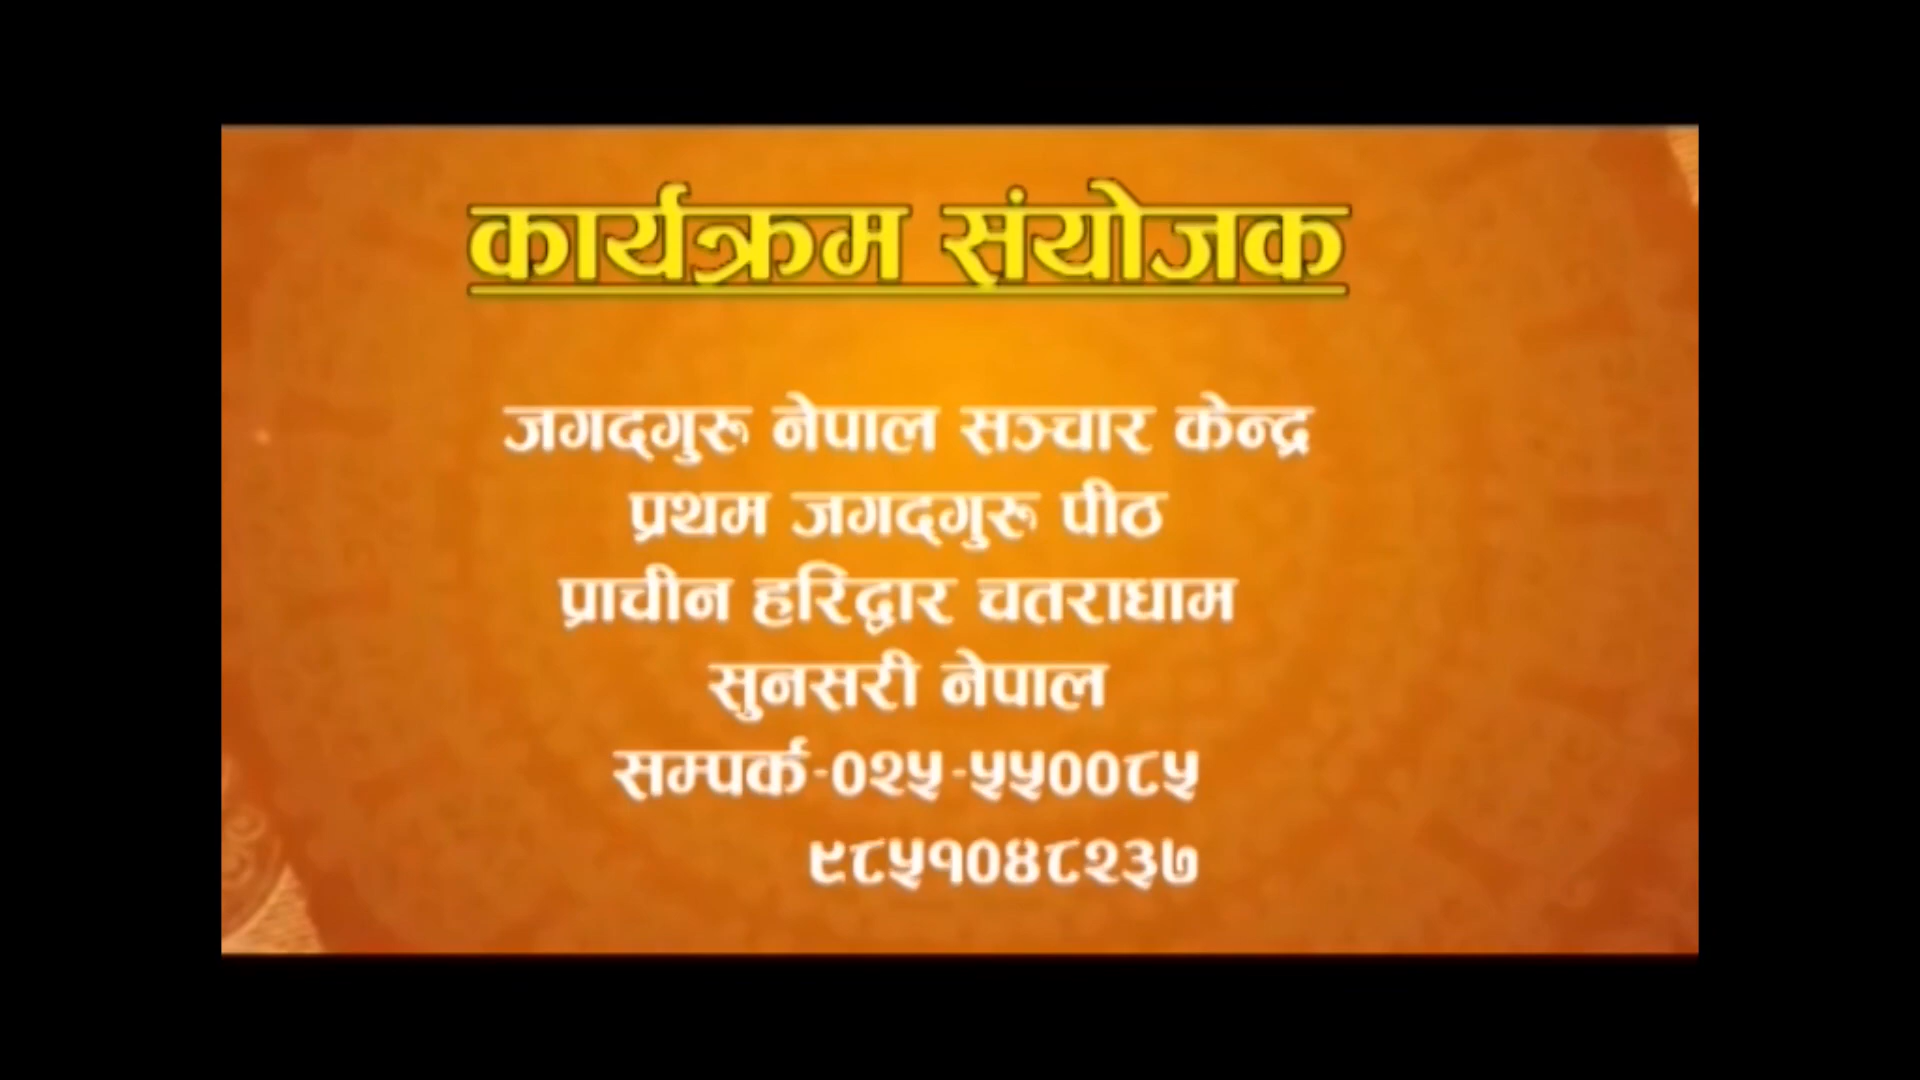 कार्यक्रम संयोजक
जगद्‌गुरू नेपाल सञ्चार केन्द्र
प्रथम जगद्‌गुरू पीठ
प्राचीन हरिद्वार चतराधाम
सुनसरी नेपाल
सम्पर्क-०२५-५५००८५
९८५१०४८२३७